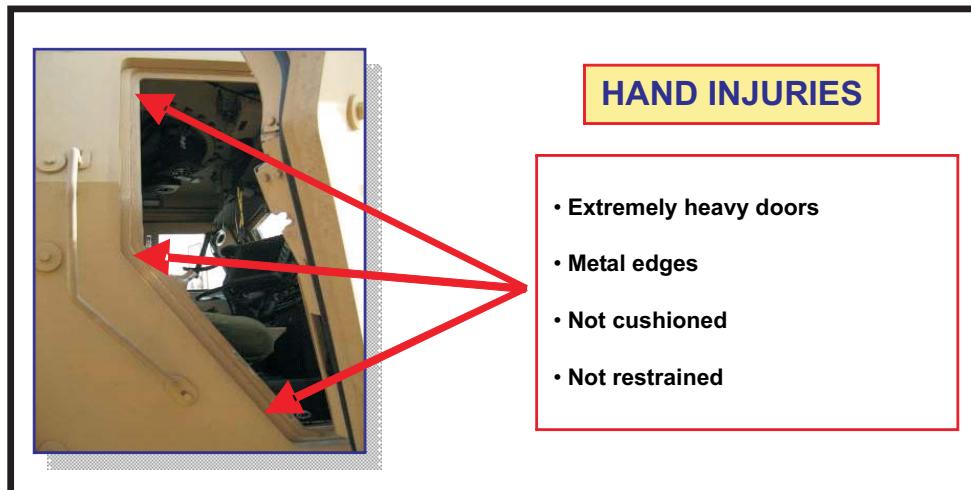 HAND INJURIES
• Extremely heavy doors
• Metal edges
• Not cushioned
• Not restrained